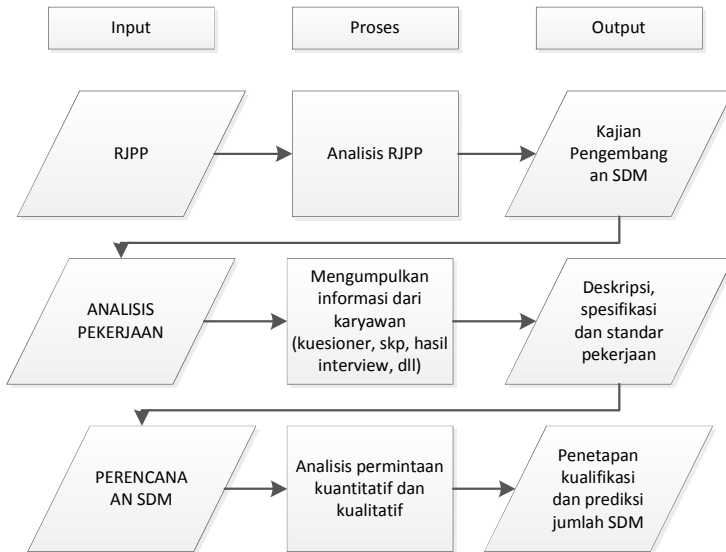 Input
Proses
Output
RJPP
Analisis RJPP
Kajian
Pengembang
an SDM
ANALISIS
PEKERJAAN
Mengumpulkan
informasi dari
karyawan
(kuesioner, skp, hasil
interview, dll)
Deskripsi,
spesifikasi
dan standar
pekerjaan
PERENCANA
AN SDM
Analisis permintaan
kuantitatif dan
kualitatif
Penetapan
kualifikasi
dan prediksi
jumlah SDM